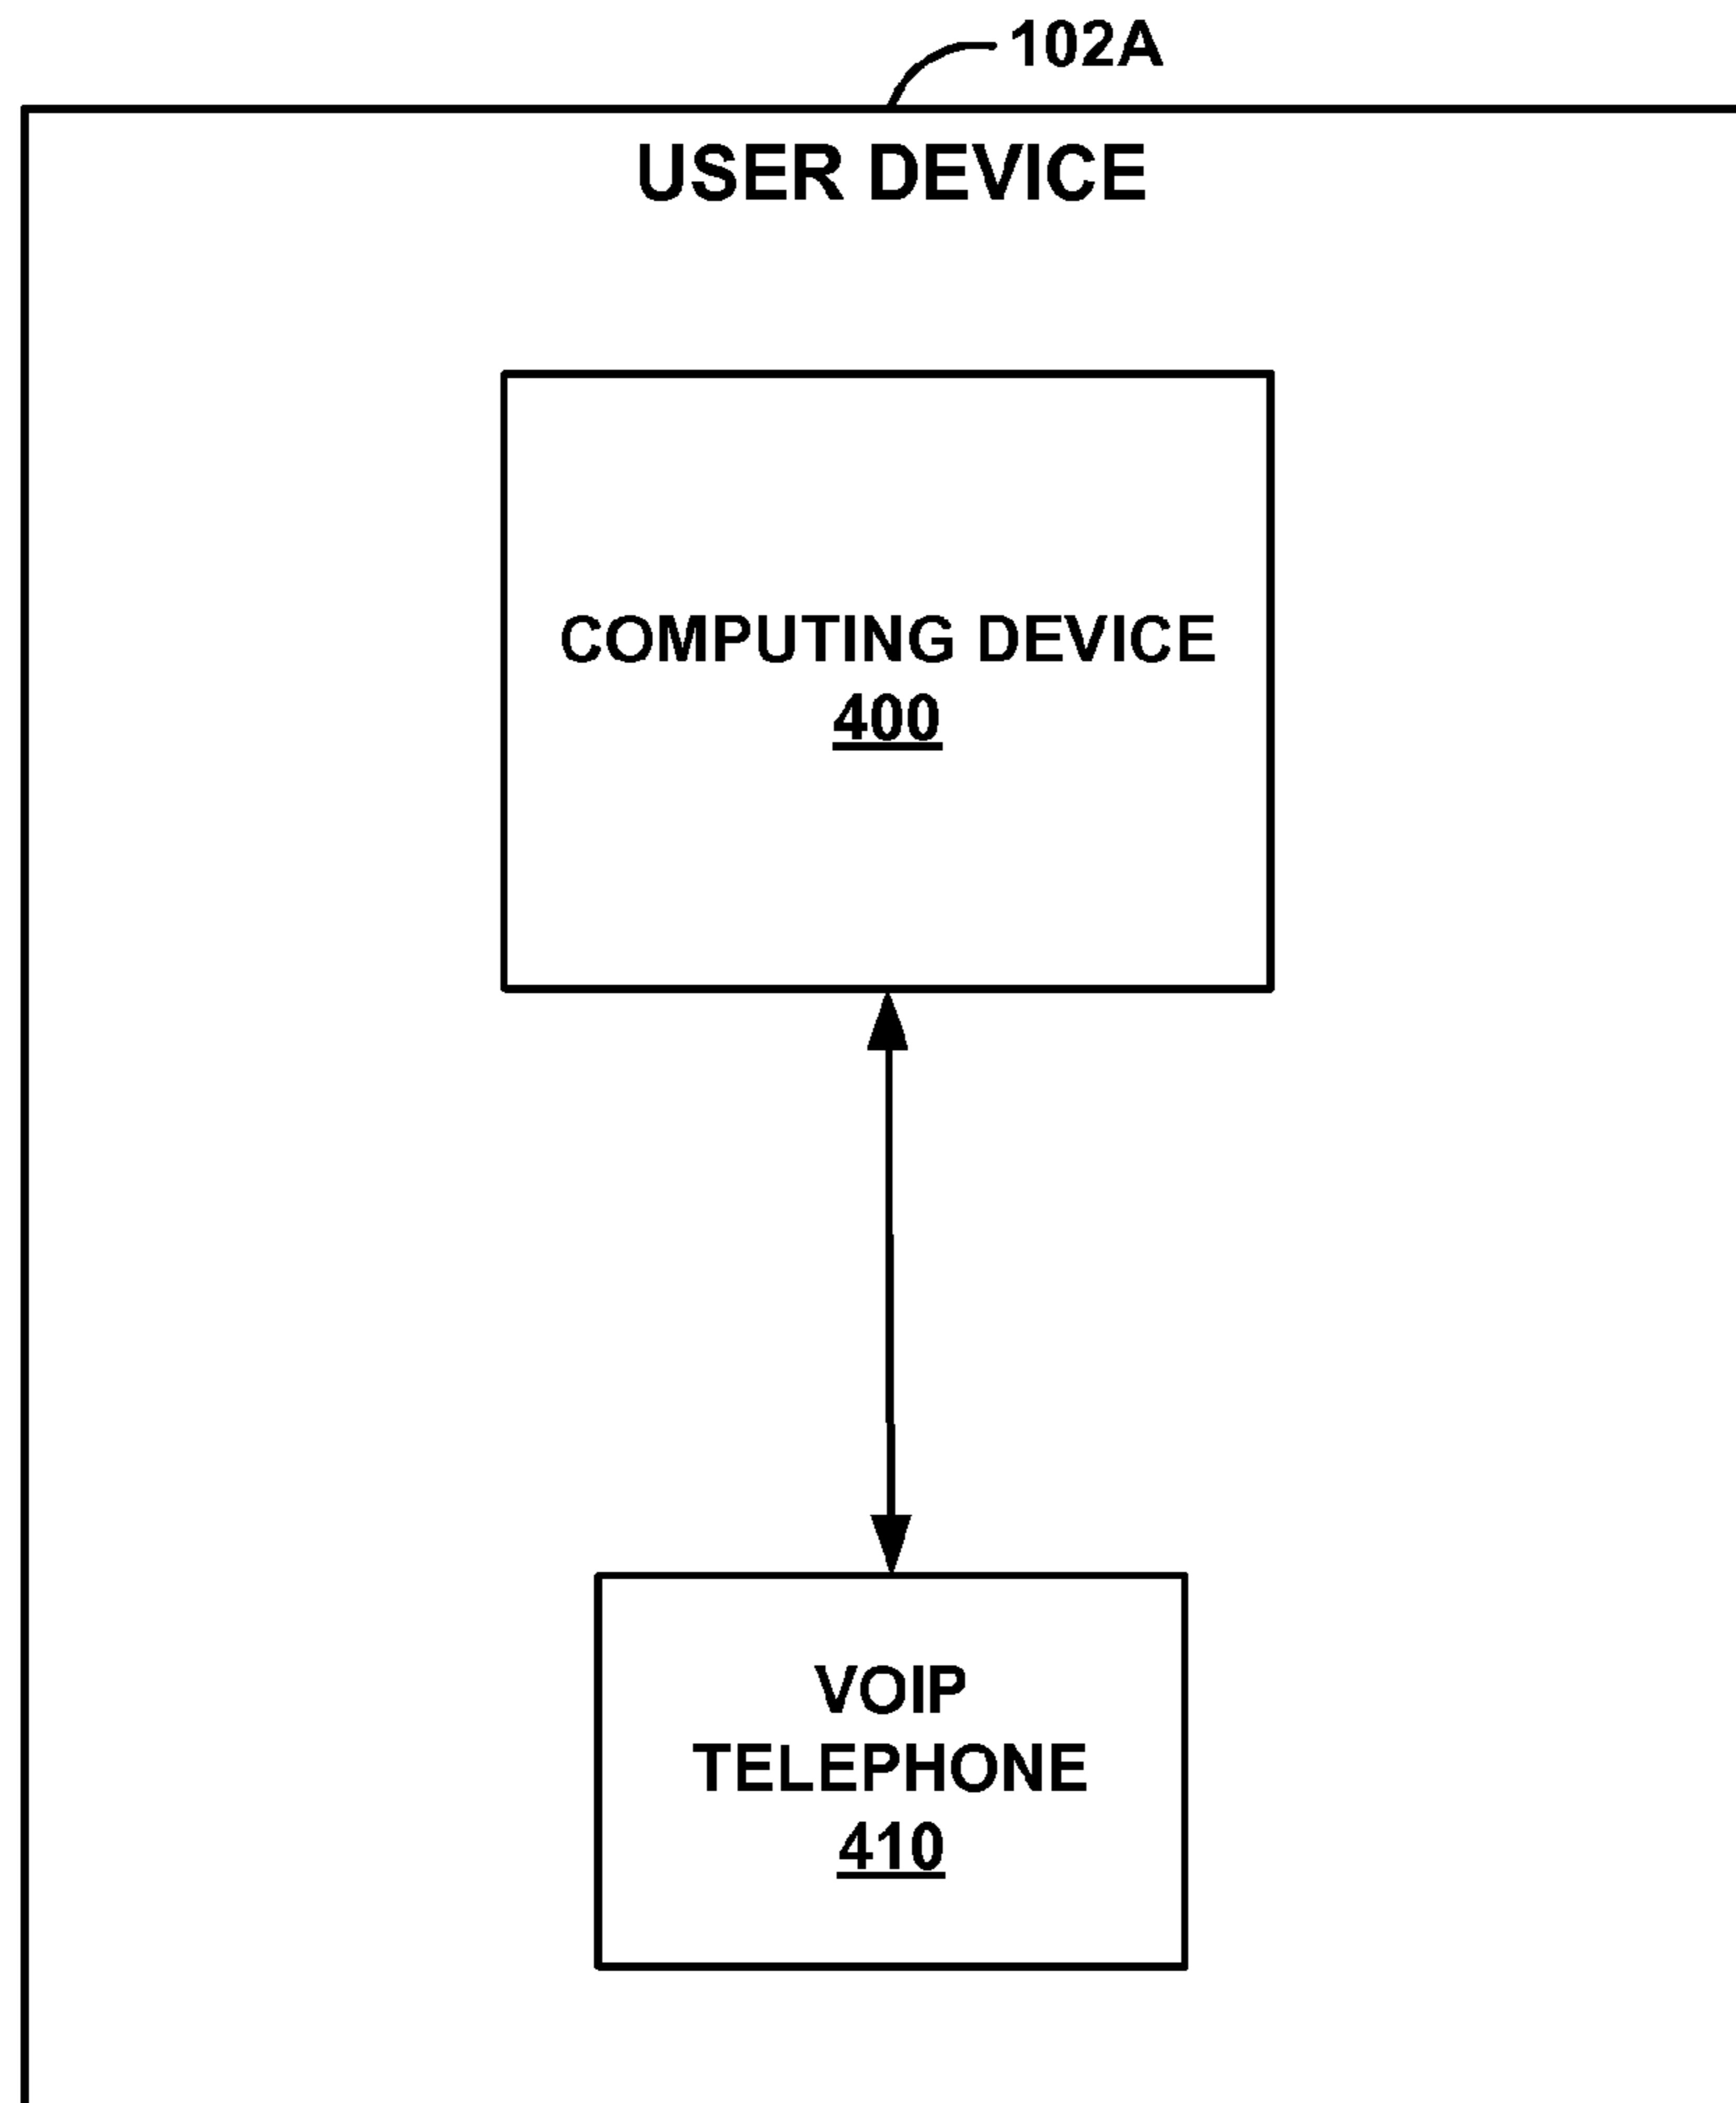 102A
USER DEVICE
COMPUTING DEVICE
400
VOIP
TELEPHONE
410